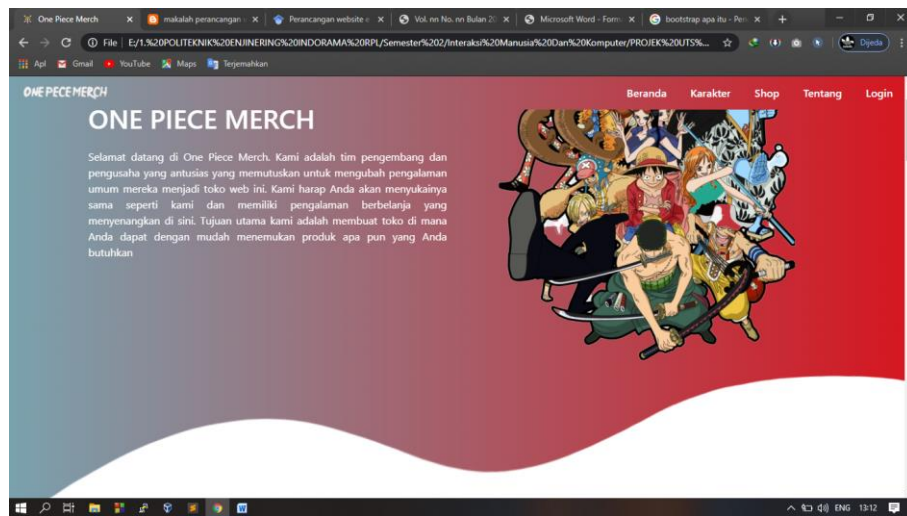 One Piece Merch
makalah perancangan
Perancangan website e
Vol. nn No. nn Bulan 20
Microsoft Word - Form
bootstrap apa itu - Pen
File
E:/1.%20POLITEKNIK%20ENJINERING%20INDORAMA%20RPL/Semester%202/Interaksi%20Manusia%20Dan%20Komputer/PROJEK%20UTS%...
Dijeda
Apl Gmail YouTube Maps Terjemahkan
ONE PECE MERCH
Beranda Karakter Shop Tentang Login
ONE PIECE MERCH
Selamat datang di One Piece Merch. Kami adalah tim pengembang dan
pengusaha yang antusias yang memutuskan untuk mengubah pengalaman
umum mereka menjadi toko web ini. Kami harap Anda akan menyukainya
sama seperti kami dan memiliki pengalaman berbelanja yang
menyenangkan di sini. Tujuan utama kami adalah membuat toko di mana
Anda dapat dengan mudah menemukan produk apa pun yang Anda
butuhkan
ENG 13:12